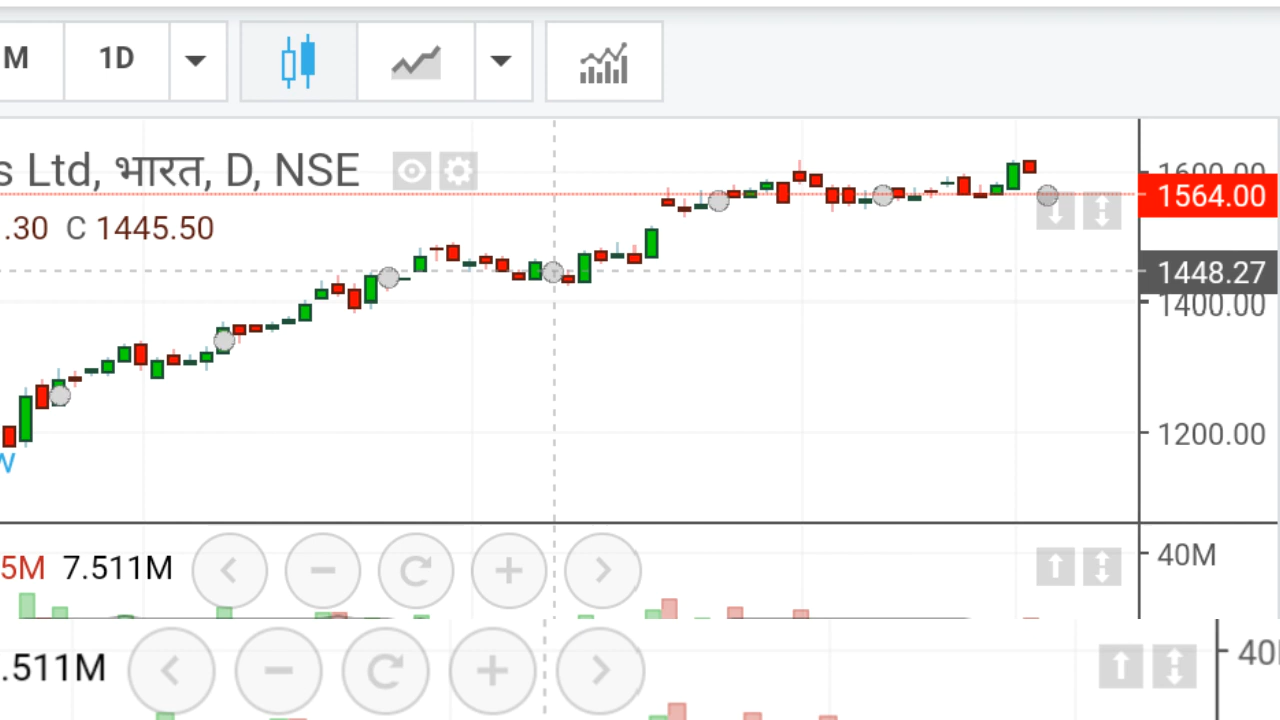 M 1D
s Ltd, भारत, D, NSE
1600.00
1564.00
.30 C 1445.50
1448.27
1400.00
1200.00
w
5M 7.511M
40M
.511M
40